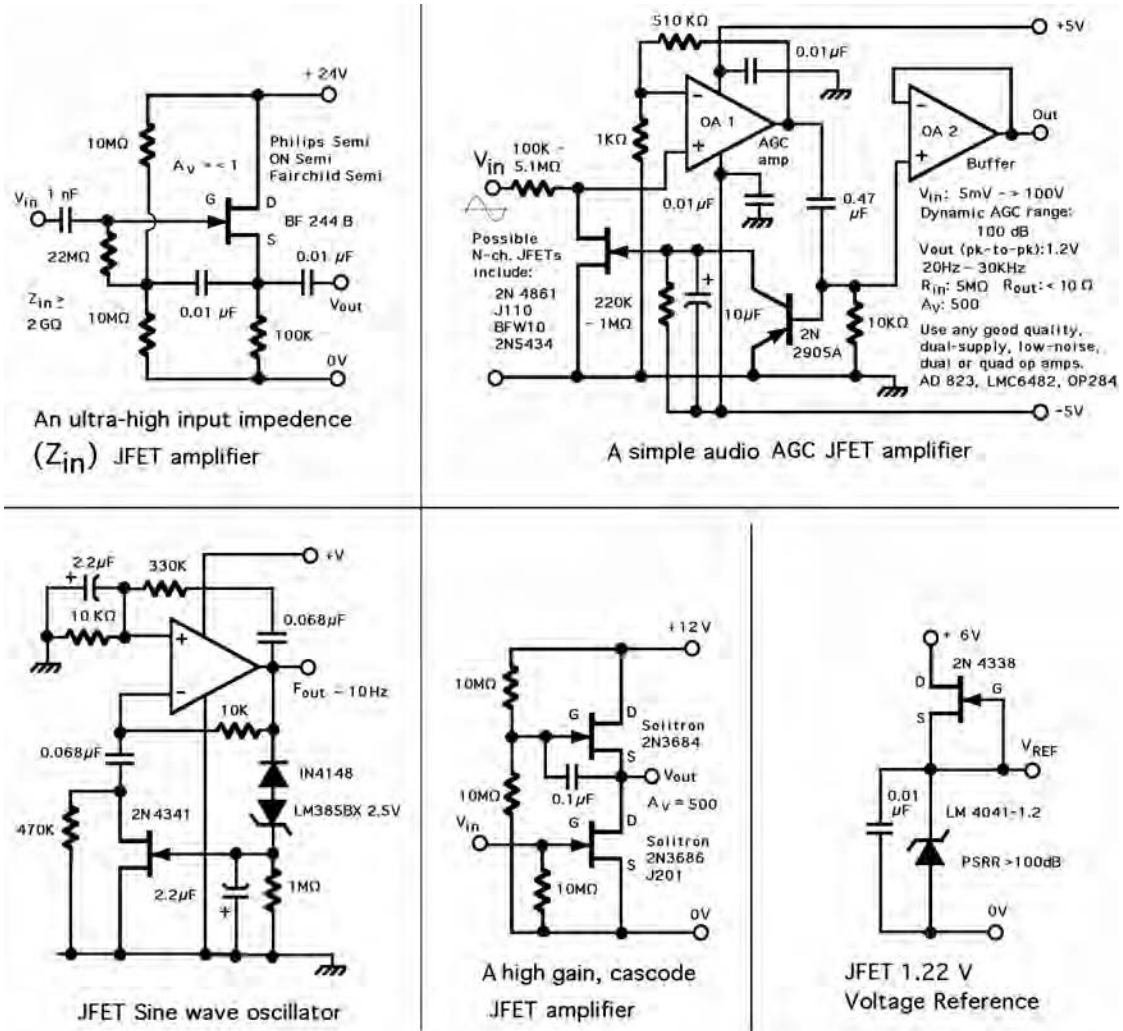 + 24V
10MΩ
Av = <1
Philips Semi
ON Semi
Fairchild Semi
Vin
1 nF
G
D
S
BF 244 B
22MΩ
0.01 µF
0.01 µF
Vout
Zin ≥
2GΩ
10MΩ
100K
0V
An ultra-high input impedence
(Zin) JFET amplifier
510 KΩ
+5V
0.01µF
OA 1
AGC
amp
1KΩ
OA 2
Buffer
Out
Vin
100K -
5.1MΩ
0.01µF
0.47
µF
Possible
N-ch. JFETs
include:
2N 4861
J110
BFW10
2N5434
220K
- 1MΩ
10µF
2N
2905A
10KΩ
Vin: 5mV -> 100V
Dynamic AGC range:
100 dB
Vout (pk-to-pk):1.2V
20Hz - 30KHz
Rin: 5MΩ Rout: < 10 Ω
Av: 500
Use any good quality,
dual-supply, low-noise,
dual or quad op amps.
AD 823, LMC6482, OP284
-5V
A simple audio AGC JFET amplifier
2.2µF
330K
+V
10 KΩ
0.068µF
Fout - 10Hz
10K
0.068µF
IN4148
LM385BX 2.5V
2N 4341
470K
2.2µF
1MΩ
JFET Sine wave oscillator
+12V
10MΩ
G
D
S
Solitron
2N3684
Vout
0.1µF
Av = 500
10MΩ
Vin
G
D
S
Solitron
2N3686
J201
10MΩ
0V
A high gain, cascode
JFET amplifier
+ 6V
2N 4338
D
G
S
VREF
0.01
µF
LM 4041-1.2
PSRR >100dB
0V
JFET 1.22 V
Voltage Reference